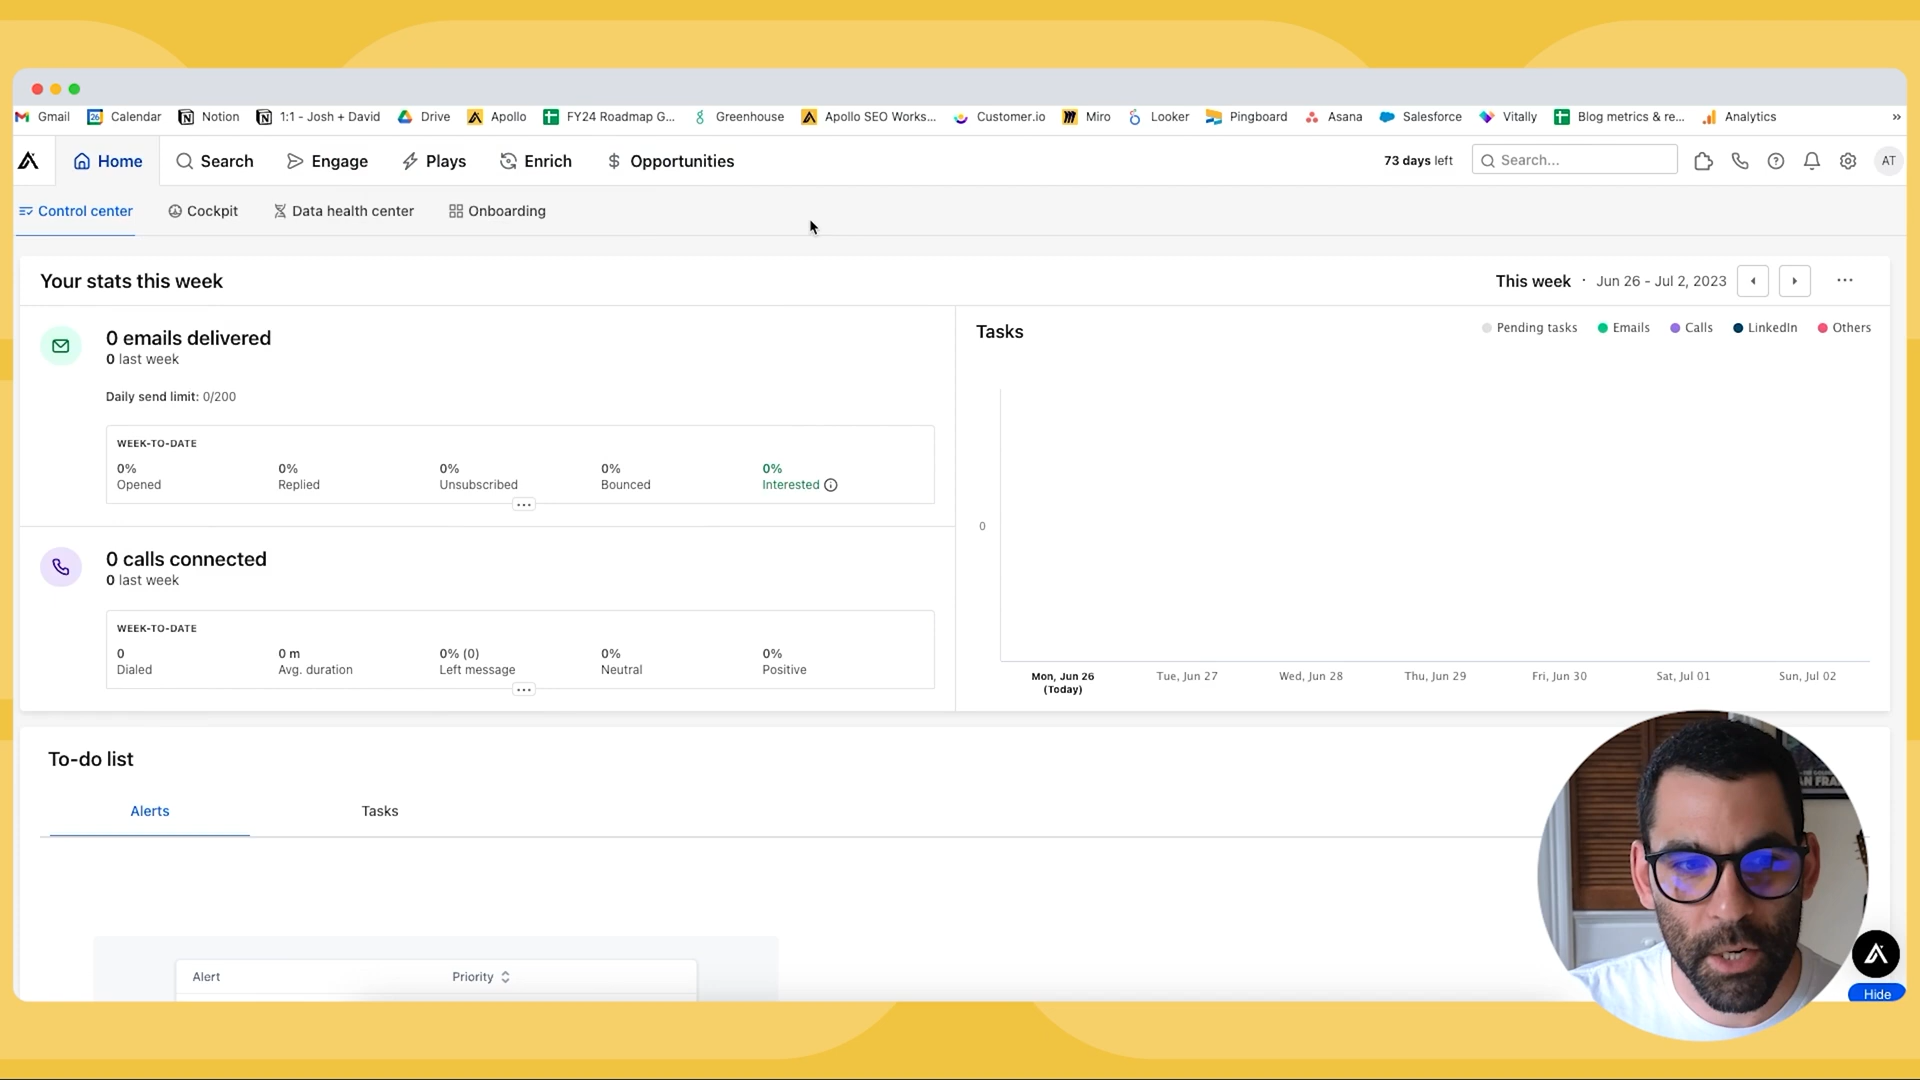 Gmail Calendar Notion 1:1 - Josh + David Drive Apollo FY24 Roadmap G... Greenhouse Apollo SEO Works... Customer.io Miro Looker Pingboard Asana Salesforce Vitally Blog metrics & re... Analytics »
Home Search Engage Plays Enrich Opportunities 73 days left Search... AT
Control center Cockpit Data health center Onboarding
Your stats this week
This week · Jun 26 - Jul 2, 2023
0 emails delivered
0 last week
Daily send limit: 0/200
WEEK-TO-DATE
0% 0% 0% 0% 0%
Opened Replied Unsubscribed Bounced Interested
0 calls connected
0 last week
WEEK-TO-DATE
0 0 m 0% (0) 0% 0%
Dialed Avg. duration Left message Neutral Positive
Tasks
Pending tasks Emails Calls LinkedIn Others
0
Mon, Jun 26 Tue, Jun 27 Wed, Jun 28 Thu, Jun 29 Fri, Jun 30 Sat, Jul 01 Sun, Jul 02
(Today)
To-do list
Alerts Tasks
Alert Priority
Hide